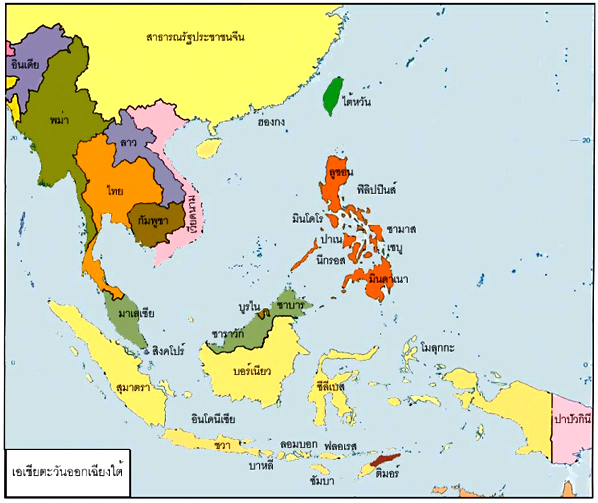 สาธารณรัฐประชาชนจีน
อินเดีย
ไต้หวัน
พม่า
ฮ่องกง
20
20
ลาว
ไทย
ลูซอน
ฟิลิปปินส์
กัมพูชา
เวียดนาม
มินโดโร
ซามาส
ปาเน
เซบู
นีกรอส
มินดาเนา
มาเลเซีย
บรูไน
ซาบาร์
ซาราวัก
สิงคโปร์
โมลุกกะ
0
0
สุมาตรา
บอร์เนียว
ซีลีเบส
อินโดนีเซีย
ปาปัวกินี
ชวา
ลอมบอก
ฟลอเรส
บาหลี
ซัมบา
ติมอร์
เอเชียตะวันออกเฉียงใต้